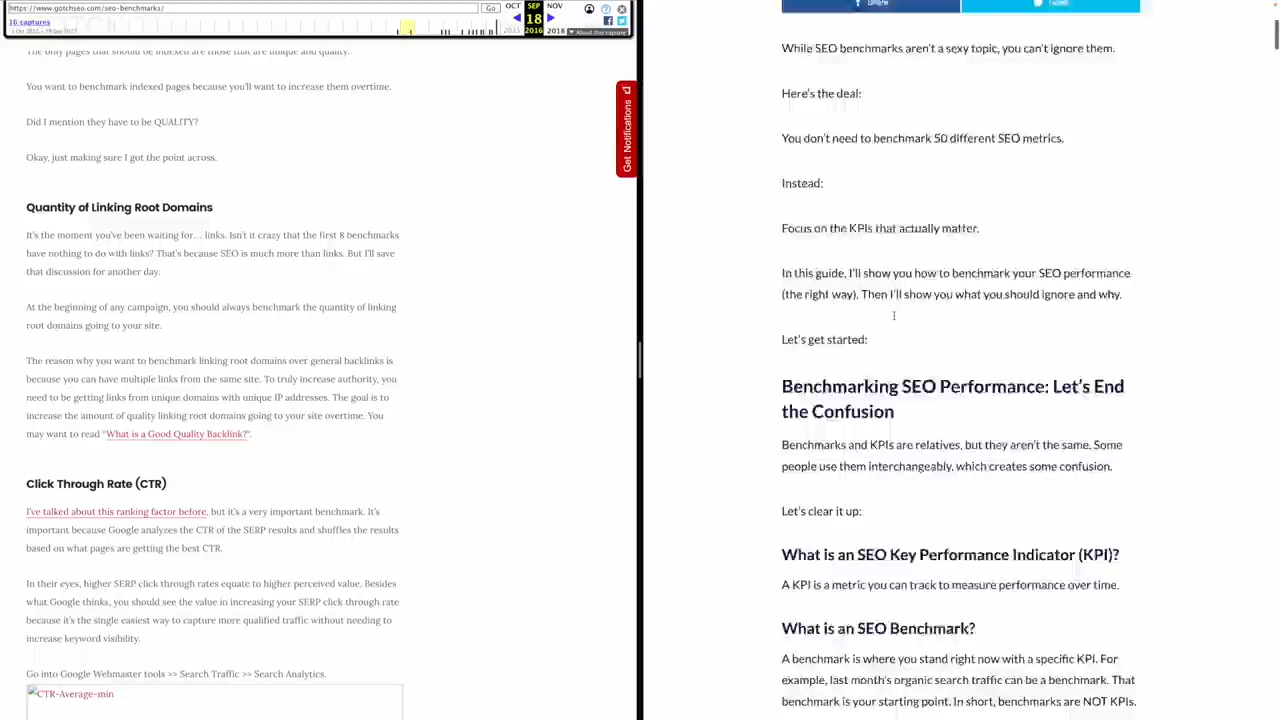 https://www.gotchseo.com/seo-benchmarks/
Go
OCT
SEP
NOV
16 captures
18
2015
2016
2018
About this capture
The only pages that should be indexed are those that are unique and quality.
You want to benchmark indexed pages because you'll want to increase them overtime.
Did I mention they have to be QUALITY?
Okay, just making sure I got the point across.
Quantity of Linking Root Domains
It's the moment you've been waiting for… links. Isn't it crazy that the first 8 benchmarks
have nothing to do with links? That's because SEO is much more than links. But I'll save
that discussion for another day.
At the beginning of any campaign, you should always benchmark the quantity of linking
root domains going to your site.
The reason why you want to benchmark linking root domains over general backlinks is
because you can have multiple links from the same site. To truly increase authority, you
need to be getting links from unique domains with unique IP addresses. The goal is to
increase the amount of quality linking root domains going to your site overtime. You
may want to read "What is a Good Quality Backlink?".
Click Through Rate (CTR)
I've talked about this ranking factor before, but it's a very important benchmark. It's
important because Google analyzes the CTR of the SERP results and shuffles the results
based on what pages are getting the best CTR.
In their eyes, higher SERP click through rates equate to higher perceived value. Besides
what Google thinks, you should see the value in increasing your SERP click through rate
because it's the single easiest way to capture more qualified traffic without needing to
increase keyword visibility.
Go into Google Webmaster tools >> Search Traffic >> Search Analytics.
CTR-Average-min
Get Notifications
Share
Tweet
While SEO benchmarks aren't a sexy topic, you can't ignore them.
Here's the deal:
You don't need to benchmark 50 different SEO metrics.
Instead:
Focus on the KPIs that actually matter.
In this guide, I'll show you how to benchmark your SEO performance
(the right way). Then I'll show you what you should ignore and why.
Let's get started:
Benchmarking SEO Performance: Let's End
the Confusion
Benchmarks and KPIs are relatives, but they aren't the same. Some
people use them interchangeably, which creates some confusion.
Let's clear it up:
What is an SEO Key Performance Indicator (KPI)?
A KPI is a metric you can track to measure performance over time.
What is an SEO Benchmark?
A benchmark is where you stand right now with a specific KPI. For
example, last month's organic search traffic can be a benchmark. That
benchmark is your starting point. In short, benchmarks are NOT KPIs.